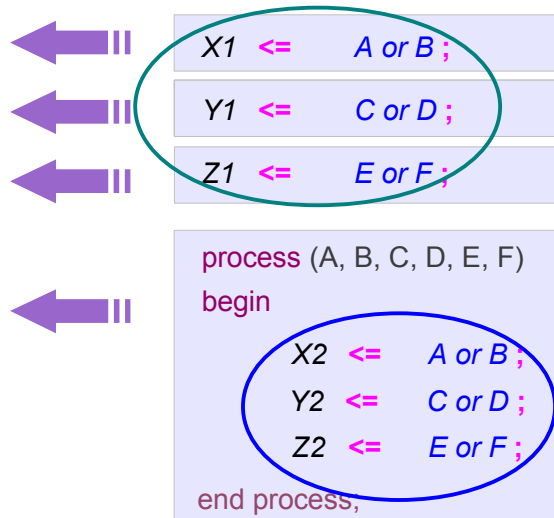 X1 <= A or B ;
Y1 <= C or D ;
Z1 <= E or F ;
process (A, B, C, D, E, F)
begin
X2 <= A or B ;
Y2 <= C or D ;
Z2 <= E or F ;
end process;